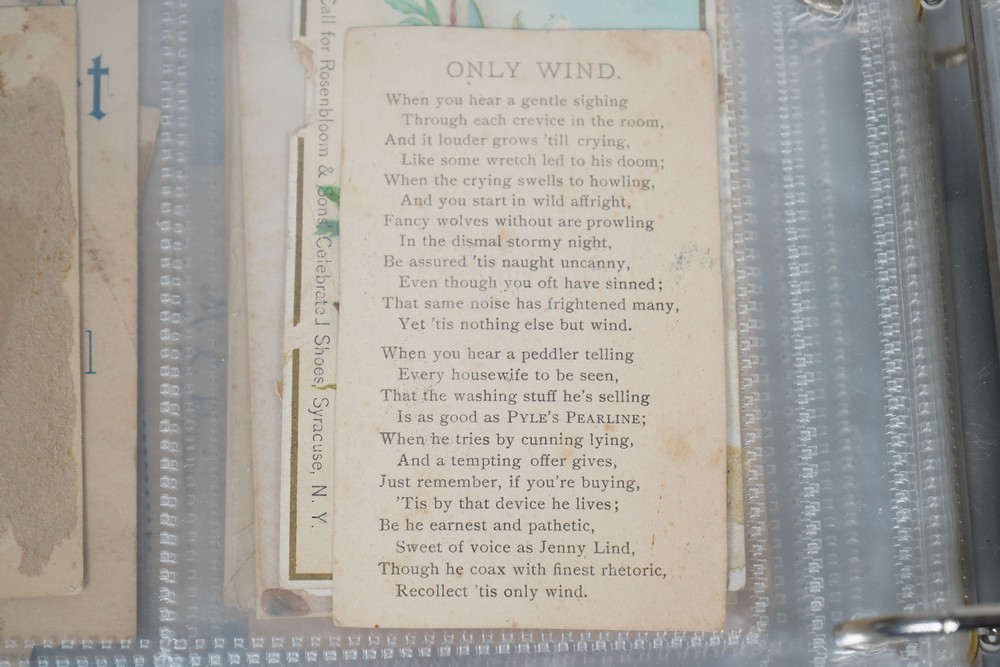 t
l
Call for Rosenbloom & Sons' Celebrated Shoes, Syracuse, N. Y.
ONLY WIND.
When you hear a gentle sighing
Through each crevice in the room,
And it louder grows 'till crying,
Like some wretch led to his doom;
When the crying swells to howling,
And you start in wild affright,
Fancy wolves without are prowling
In the dismal stormy night,
Be assured 'tis naught uncanny,
Even though you oft have sinned;
That same noise has frightened many,
Yet 'tis nothing else but wind.
When you hear a peddler telling
Every housewife to be seen,
That the washing stuff he's selling
Is as good as PYLE'S PEARLINE;
When he tries by cunning lying,
And a tempting offer gives,
Just remember, if you're buying,
'Tis by that device he lives;
Be he earnest and pathetic,
Sweet of voice as Jenny Lind,
Though he coax with finest rhetoric,
Recollect 'tis only wind.